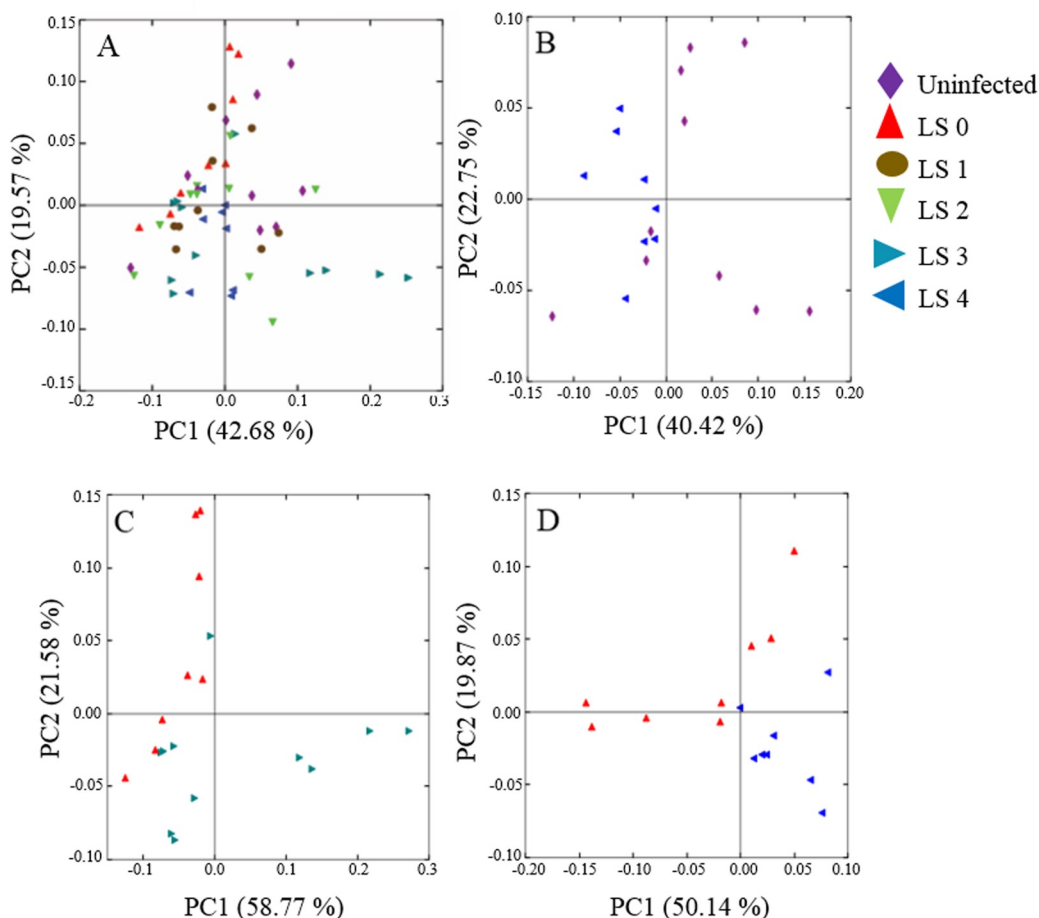 A
0.15
0.10
0.05
0.00
-0.05
-0.10
-0.15
PC2 (19.57 %)
-0.2 -0.1 0.0 0.1 0.2 0.3
PC1 (42.68 %)
B
0.10
0.05
0.00
-0.05
-0.10
PC2 (22.75 %)
-0.15 -0.10 -0.05 0.00 0.05 0.10 0.15 0.20
PC1 (40.42 %)
Uninfected
LS 0
LS 1
LS 2
LS 3
LS 4
C
0.15
0.10
0.05
0.00
-0.05
-0.10
PC2 (21.58 %)
-0.1 0.0 0.1 0.2 0.3
PC1 (58.77 %)
D
0.15
0.10
0.05
0.00
-0.05
-0.10
PC2 (19.87 %)
-0.20 -0.15 -0.10 -0.05 0.00 0.05 0.10
PC1 (50.14 %)